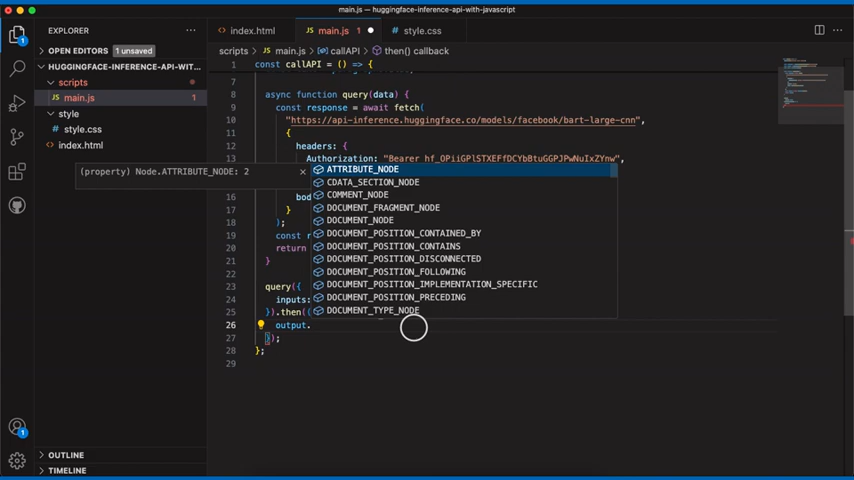 main.js — huggingface-inference-api-with-javascript
EXPLORER
index.html
main.js 1
style.css
OPEN EDITORS 1 unsaved
scripts > main.js > callAPI > then() callback
HUGGINGFACE-INFERENCE-API-WIT...
1 const callAPI = () => {
scripts
7
main.js 1
8 async function query(data) {
style
9 const response = await fetch(
style.css
10 "https://api-inference.huggingface.co/models/facebook/bart-large-cnn",
index.html
11 {
12 headers: {
13 Authorization: "Bearer
(property) Node.ATTRIBUTE_NODE: 2
ATTRIBUTE_NODE
CDATA_SECTION_NODE
COMMENT_NODE
16 bo
DOCUMENT_FRAGMENT_NODE
17 }
DOCUMENT_NODE
18 );
DOCUMENT_POSITION_CONTAINED_BY
19 const r
DOCUMENT_POSITION_CONTAINS
20 return
DOCUMENT_POSITION_DISCONNECTED
21 }
DOCUMENT_POSITION_FOLLOWING
22
DOCUMENT_POSITION_IMPLEMENTATION_SPECIFIC
23 query({
DOCUMENT_POSITION_PRECEDING
24 inputs:
DOCUMENT_TYPE_NODE
25 }).then((
26 output.
27 });
28 };
29
OUTLINE
TIMELINE